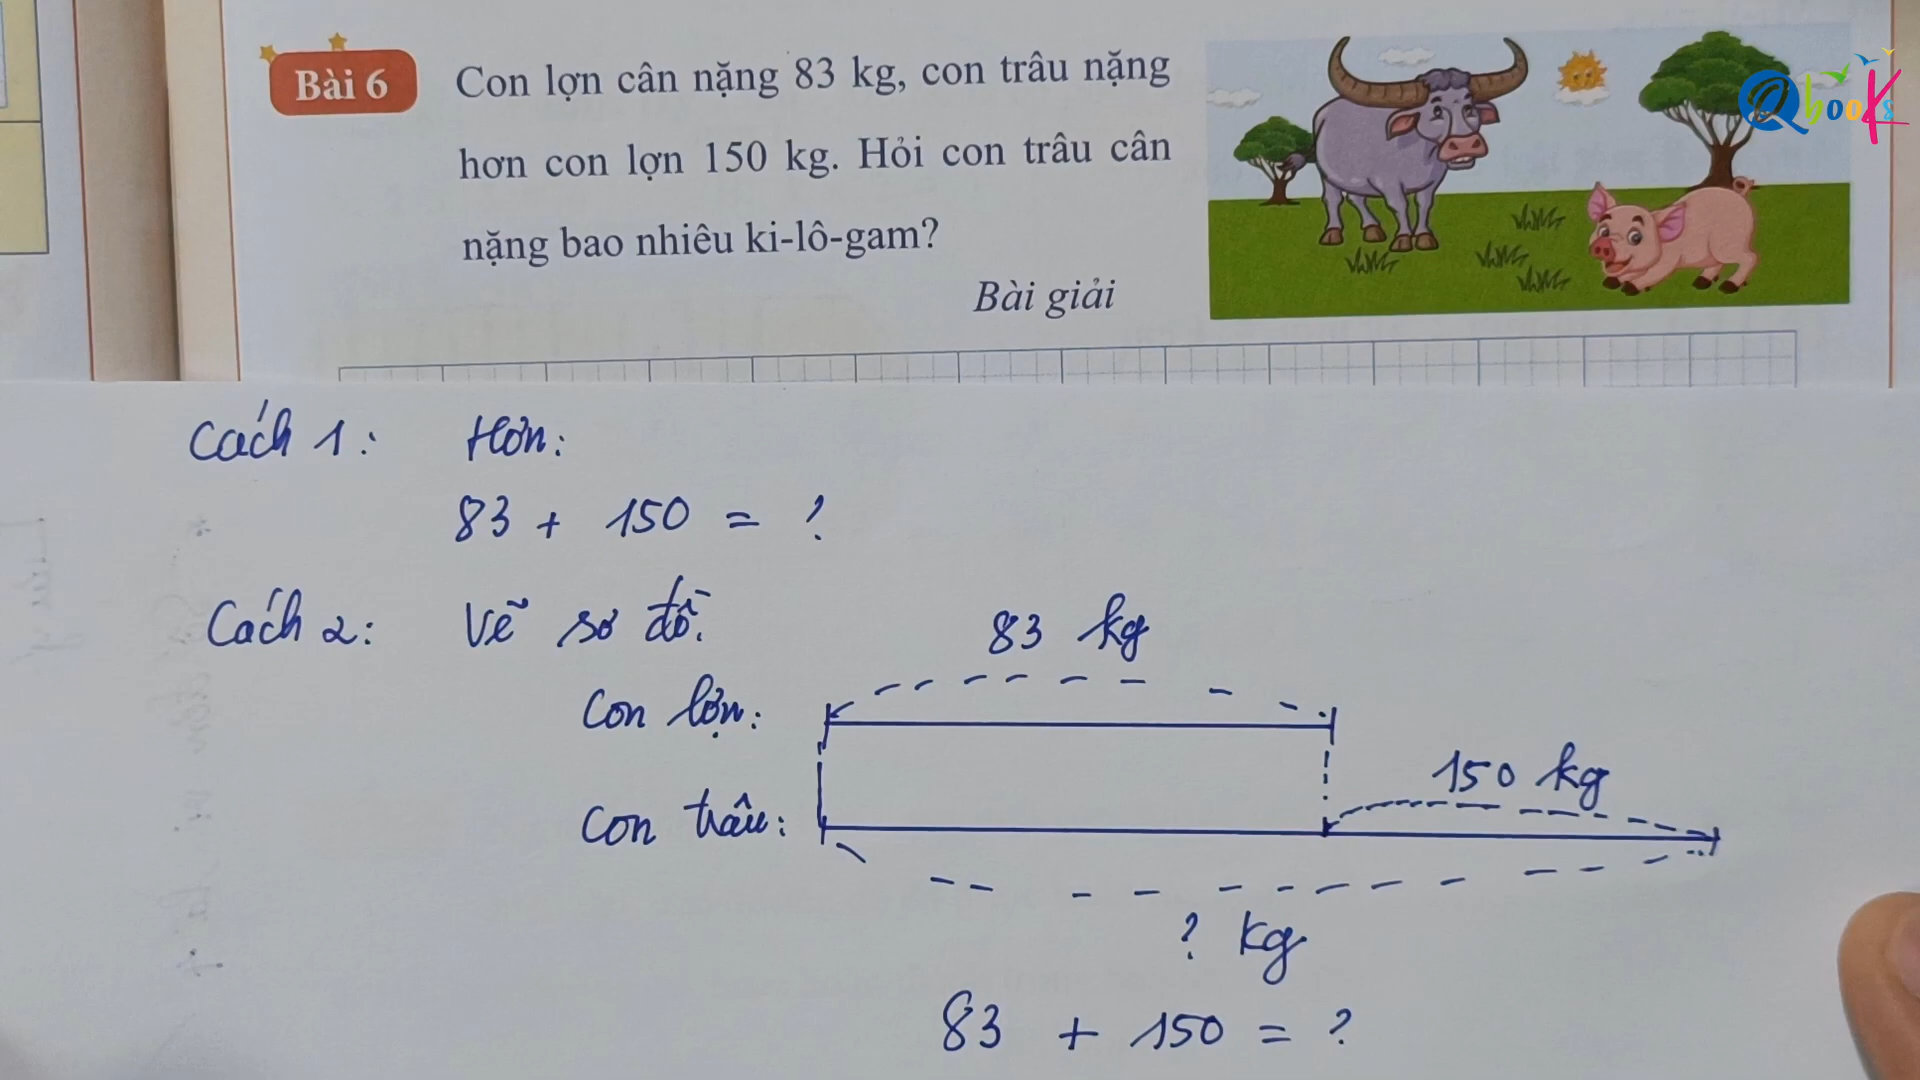 Bài 6
Con lợn cân nặng 83 kg, con trâu nặng
hơn con lợn 150 kg. Hỏi con trâu cân
nặng bao nhiêu ki-lô-gam?
Bài giải
Qbooks
Cách 1: Hơn:
83 + 150 = ?
Cách 2: Vẽ sơ đồ:
83 kg
Con lợn:
150 kg
Con trâu:
? kg
83 + 150 = ?